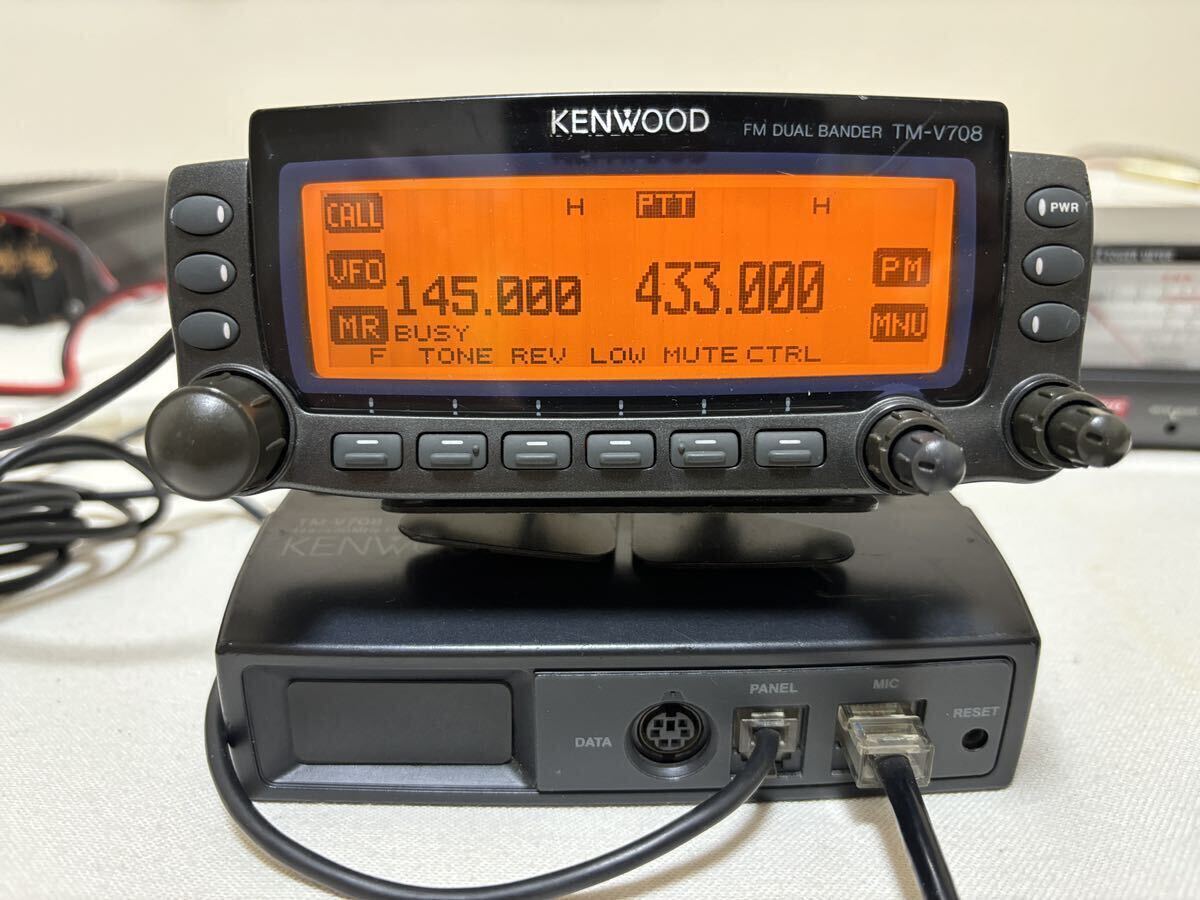 KENWOOD FM DUAL BANDER TM-V708
CALL H PTT H
PWR
VFO
145.000 433.000 PM
MR BUSY MNU
F TONE REV LOW MUTE CTRL
TM-V708
KENWO
PANEL MIC
DATA RESET